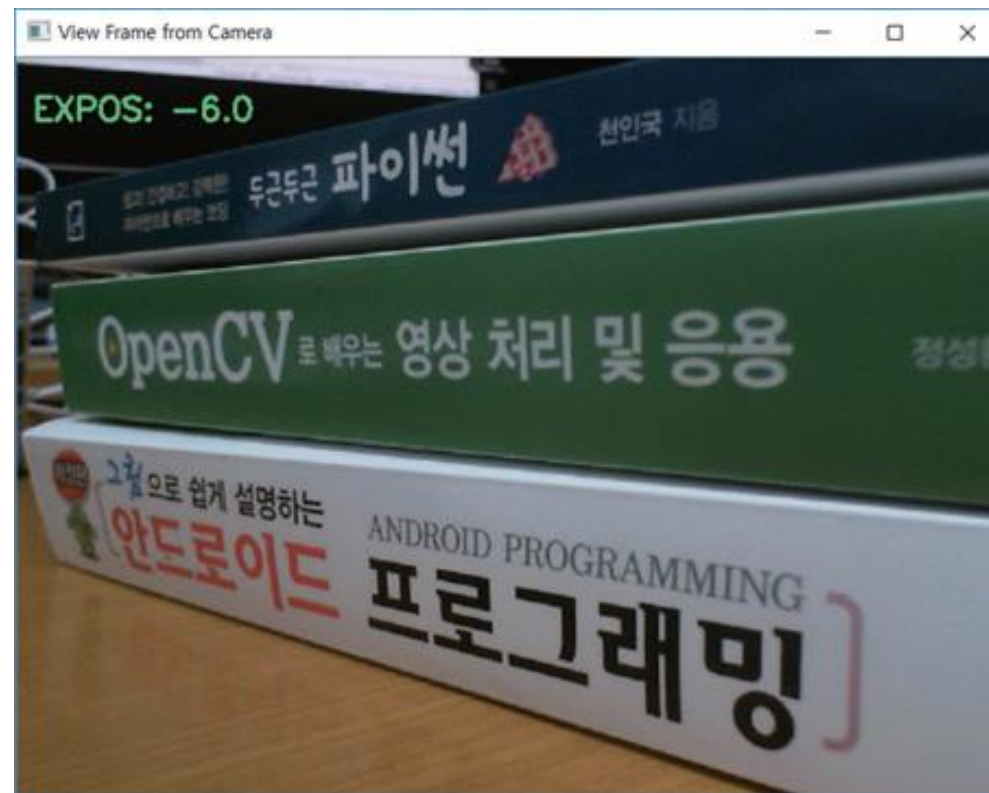 View Frame from Camera
EXPOS: -6.0
두근두근 파이썬 천인국 지음
OpenCV로 배우는 영상 처리 및 응용 정성
그림으로 쉽게 설명하는
안드로이드
ANDROID PROGRAMMING
프로그래밍